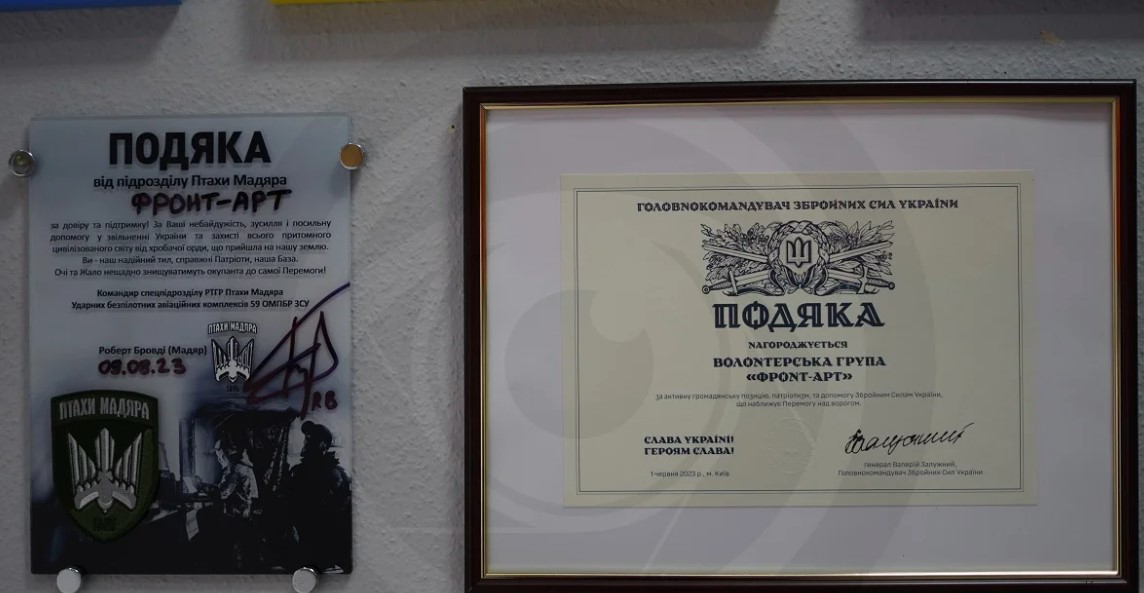 ПОДЯКА
від підрозділу Птахи Мадяра
ФРОНТ-АРТ
за довіру та підтримку! За Ваші небайдужість, зусилля і посильну
допомогу у звільненні України та захисті всього притомного
цивілізованого світу від хробачої орди, що прийшла на нашу землю.
Ви - наш надійний тил, справжні Патріоти, наша База.
Очі та Жало нещадно знищуватимуть окупанта до самої Перемоги!
Командир спецпідрозділу РТГР Птахи Мадяра
Ударних безпілотних авіаційних комплексів 59 ОМПБР ЗСУ
ПТАХИ МАДЯРА
Роберт Бровді (Мадяр)
09.08.23
RB
ПТАХИ МАДЯРА
ГОЛОВНОКОМАНДУВАЧ ЗБРОЙНИХ СИЛ УКРАЇНИ
ПОДЯКА
НАГОРОДЖУЄТЬСЯ
ВОЛОНТЕРСЬКА ГРУПА
«ФРОНТ-АРТ»
за активну громадянську позицію, патріотизм, та допомогу Збройним Силам України,
що наближує Перемогу над ворогом.
СЛАВА УКРАЇНІ!
ГЕРОЯМ СЛАВА!
1 червня 2023 р., м. Київ
генерал Валерій Залужний,
Головнокомандувач Збройних Сил України